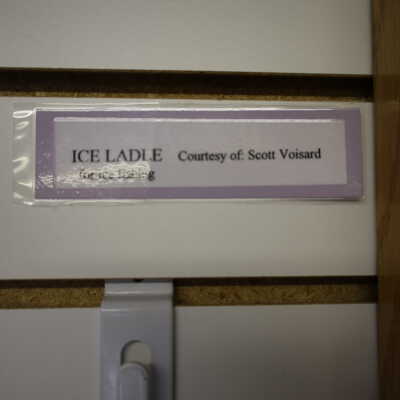 ICE LADLE Courtesy of: Scott Voisard
for ice fishing